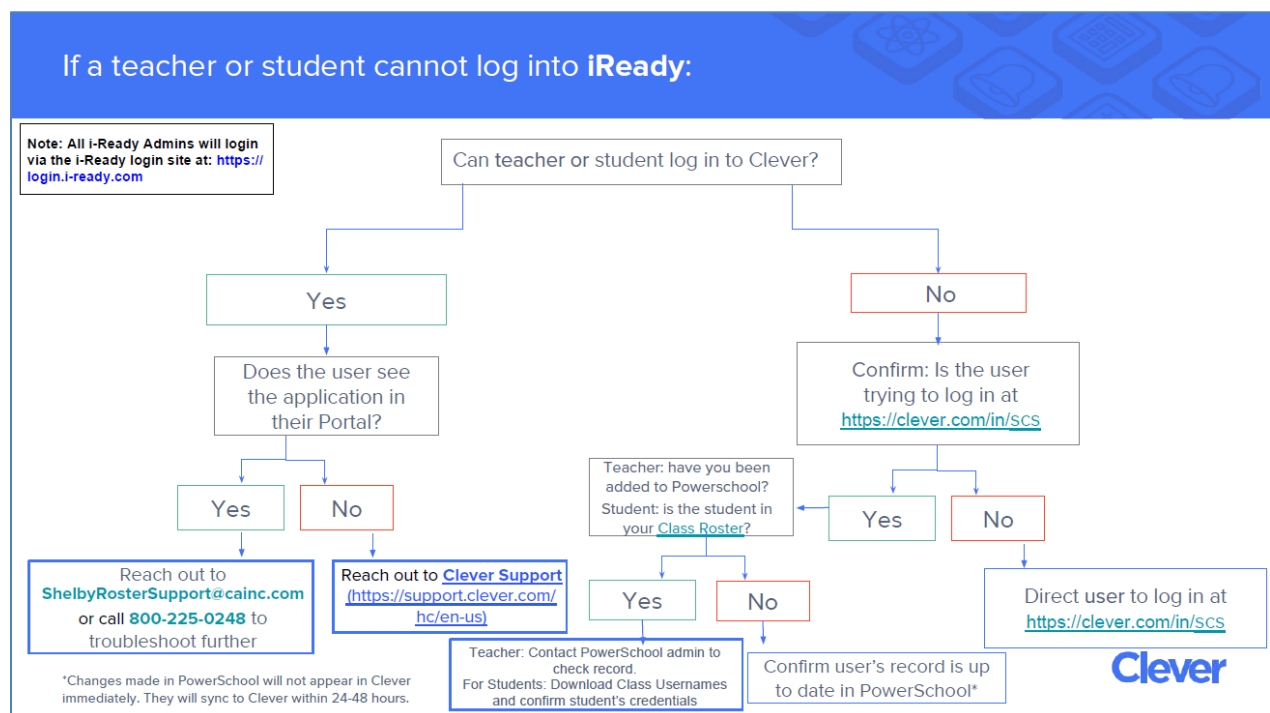 If a teacher or student cannot log into iReady:
Note: All i-Ready Admins will login
via the i-Ready login site at: https://
login.i-ready.com
Can teacher or student log in to Clever?
Yes
No
Does the user see
the application in
their Portal?
Confirm: Is the user
trying to log in at
https://clever.com/in/SCS
Yes
No
Teacher: have you been
added to Powerschool?
Student: is the student in
your Class Roster?
Yes
No
Reach out to
ShelbyRosterSupport@cainc.com
or call 800-225-0248 to
troubleshoot further
Reach out to Clever Support
(https://support.clever.com/
hc/en-us)
Yes
No
Direct user to log in at
https://clever.com/in/SCS
Teacher: Contact PowerSchool admin to
check record.
For Students: Download Class Usernames
and confirm student's credentials
Confirm user's record is up
to date in PowerSchool*
Clever
*Changes made in PowerSchool will not appear in Clever
immediately. They will sync to Clever within 24-48 hours.